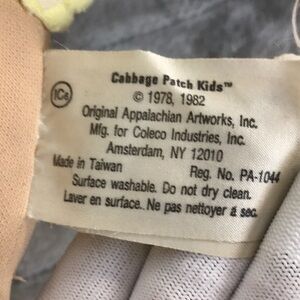 Cabbage Patch Kids™
© 1978, 1982
Original Appalachian Artworks, Inc.
Mfg. for Coleco Industries, Inc.
Amsterdam, NY 12010
Made in Taiwan Reg. No. PA-1044
Surface washable. Do not dry clean.
Laver en surface. Ne pas nettoyer á sec.